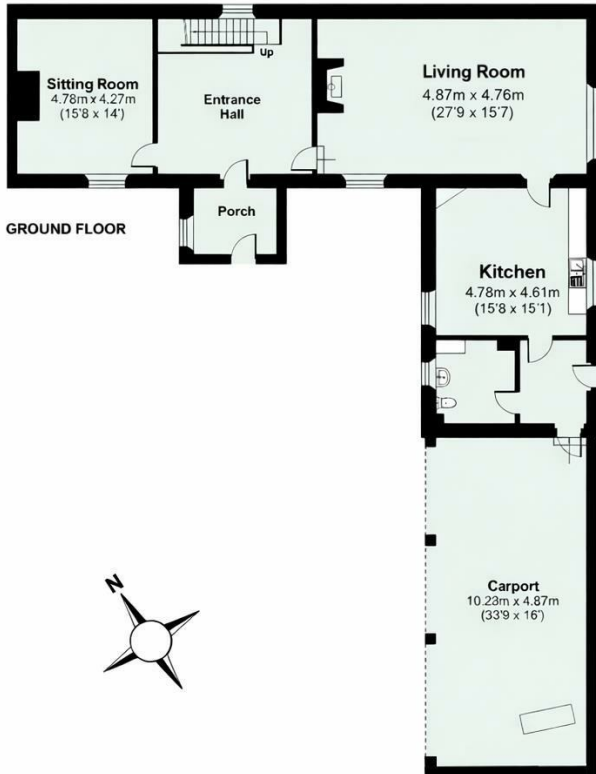 Sitting Room
4.78m x 4.27m
(15'8 x 14')
Up
Entrance
Hall
Living Room
4.87m x 4.76m
(27'9 x 15'7)
Porch
GROUND FLOOR
Kitchen
4.78m x 4.61m
(15'8 x 15'1)
N
Carport
10.23m x 4.87m
(33'9 x 16')